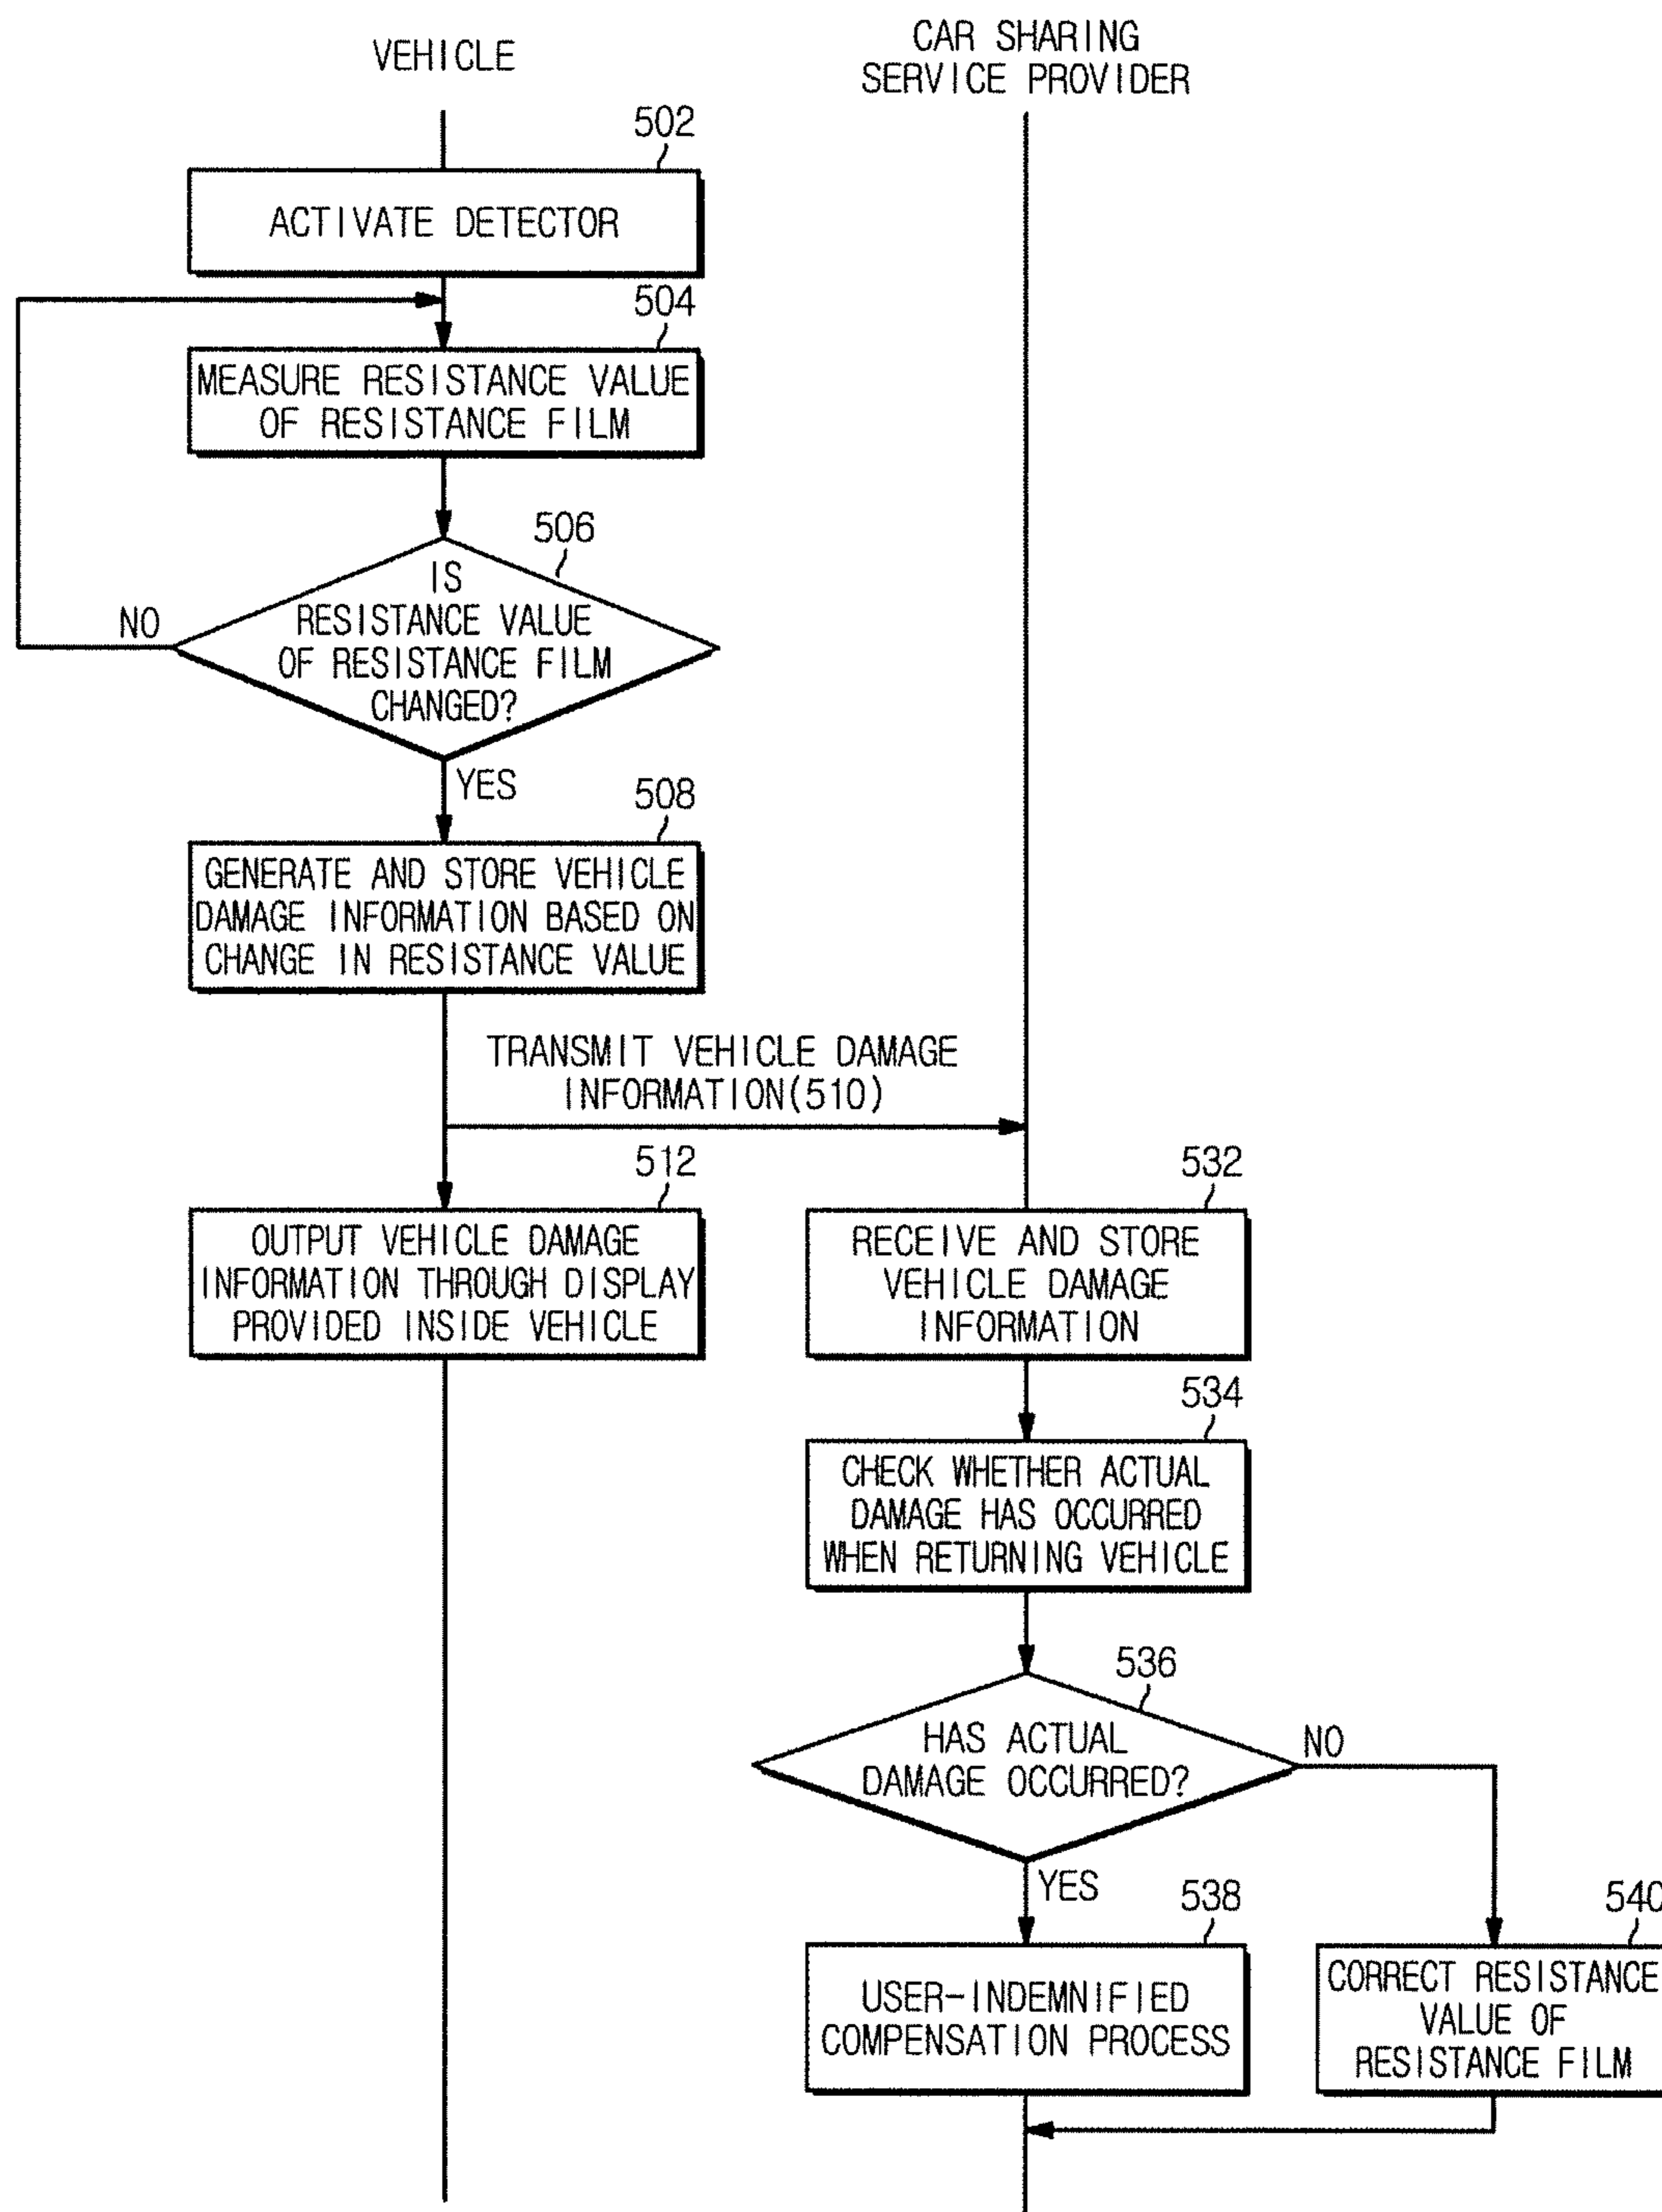 VEHICLE
CAR SHARING
SERVICE PROVIDER
502
ACTIVATE DETECTOR
504
MEASURE RESISTANCE VALUE
OF RESISTANCE FILM
506
IS
RESISTANCE VALUE
OF RESISTANCE FILM
CHANGED?
NO
YES
508
GENERATE AND STORE VEHICLE
DAMAGE INFORMATION BASED ON
CHANGE IN RESISTANCE VALUE
TRANSMIT VEHICLE DAMAGE
INFORMATION(510)
512
OUTPUT VEHICLE DAMAGE
INFORMATION THROUGH DISPLAY
PROVIDED INSIDE VEHICLE
532
RECEIVE AND STORE
VEHICLE DAMAGE
INFORMATION
534
CHECK WHETHER ACTUAL
DAMAGE HAS OCCURRED
WHEN RETURNING VEHICLE
536
HAS ACTUAL
DAMAGE OCCURRED?
NO
YES
538
USER-INDEMNIFIED
COMPENSATION PROCESS
540
CORRECT RESISTANCE
VALUE OF
RESISTANCE FILM